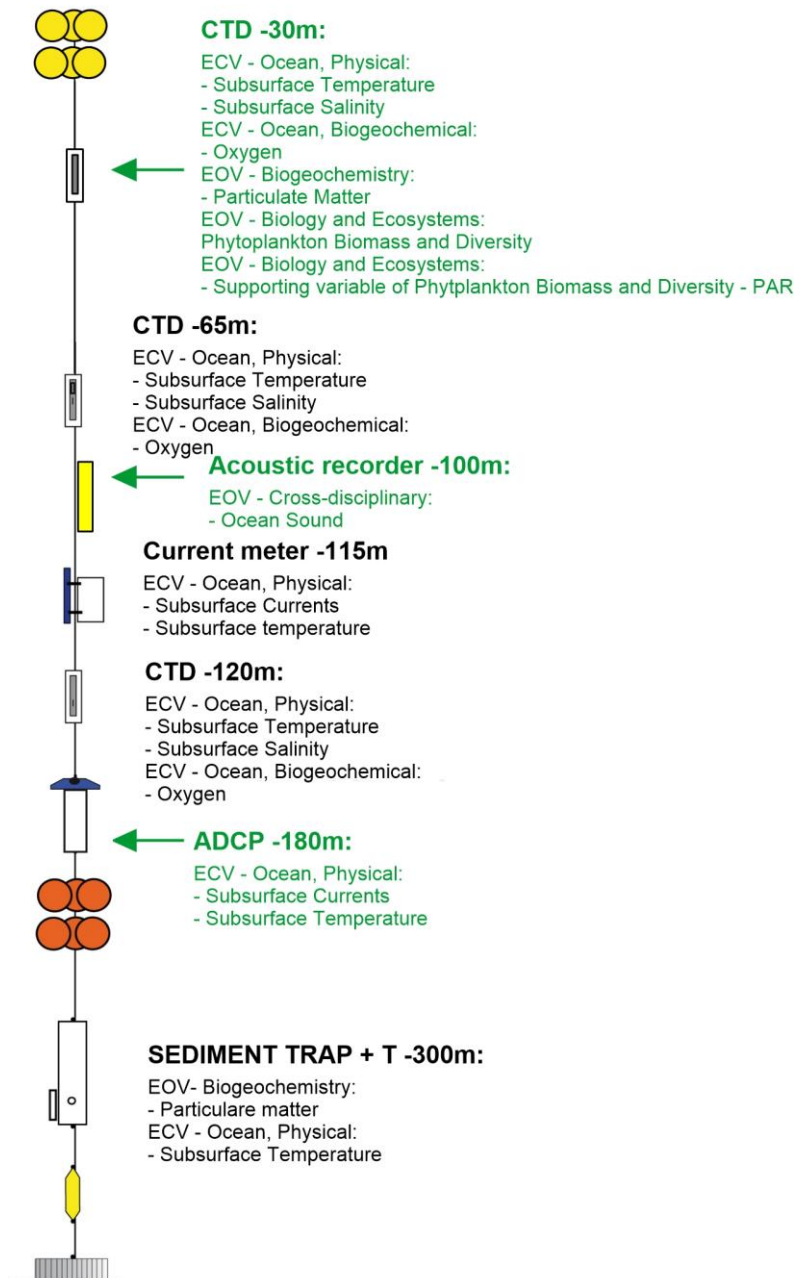 CTD -30m:
ECV - Ocean, Physical:
- Subsurface Temperature
- Subsurface Salinity
ECV - Ocean, Biogeochemical:
- Oxygen
EOV - Biogeochemistry:
- Particulate Matter
EOV - Biology and Ecosystems:
Phytoplankton Biomass and Diversity
EOV - Biology and Ecosystems:
- Supporting variable of Phytplankton Biomass and Diversity - PAR
CTD -65m:
ECV - Ocean, Physical:
- Subsurface Temperature
- Subsurface Salinity
ECV - Ocean, Biogeochemical:
- Oxygen
Acoustic recorder -100m:
EOV - Cross-disciplinary:
- Ocean Sound
Current meter -115m
ECV - Ocean, Physical:
- Subsurface Currents
- Subsurface temperature
CTD -120m:
ECV - Ocean, Physical:
- Subsurface Temperature
- Subsurface Salinity
ECV - Ocean, Biogeochemical:
- Oxygen
ADCP -180m:
ECV - Ocean, Physical:
- Subsurface Currents
- Subsurface Temperature
SEDIMENT TRAP + T -300m:
EOV- Biogeochemistry:
- Particulare matter
ECV - Ocean, Physical:
- Subsurface Temperature